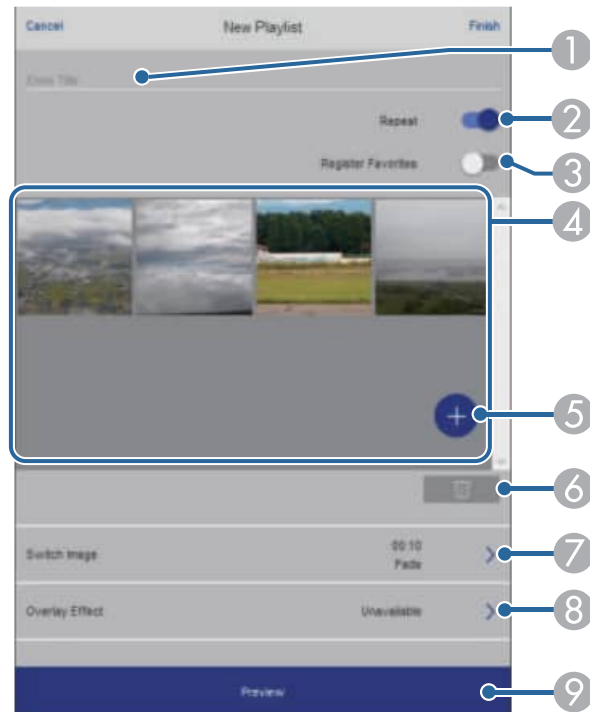 Cancel New Playlist Finish
Enter Title 1
Repeat 2
Register Favorites 3
4
+ 5
6
Switch Image 00:10 7
Fade
Overlay Effect Unavailable 8
Preview 9